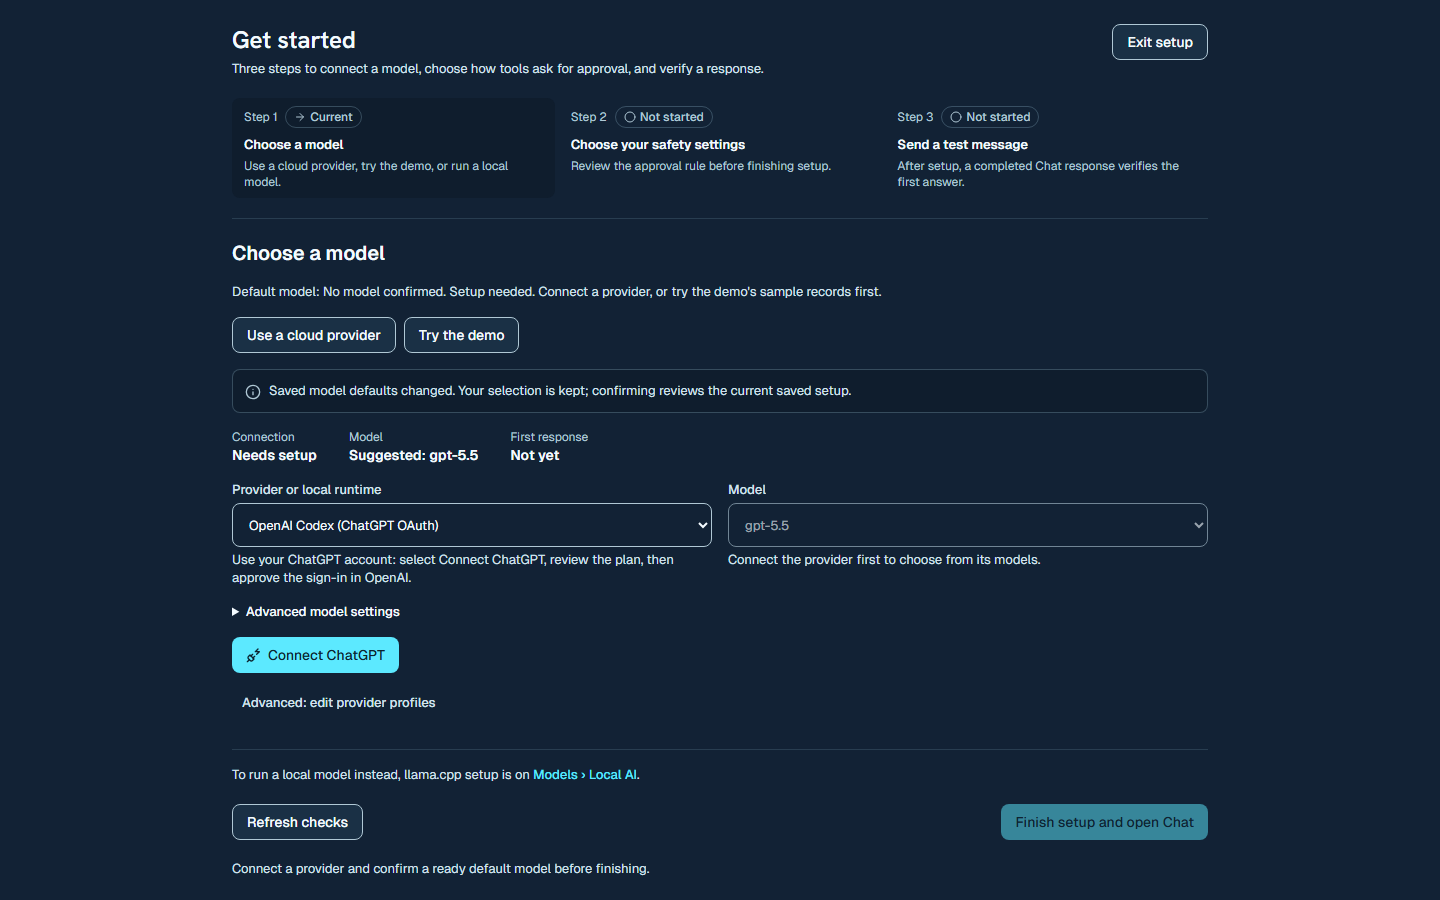 Get started
Exit setup
Three steps to connect a model, choose how tools ask for approval, and verify a response.
Step 1
Current
Choose a model
Use a cloud provider, try the demo, or run a local
model.
Step 2
Not started
Choose your safety settings
Review the approval rule before finishing setup.
Step 3
Not started
Send a test message
After setup, a completed Chat response verifies the
first answer.
Choose a model
Default model: No model confirmed. Setup needed. Connect a provider, or try the demo's sample records first.
Use a cloud provider
Try the demo
Saved model defaults changed. Your selection is kept; confirming reviews the current saved setup.
Connection
Needs setup
Model
Suggested: gpt-5.5
First response
Not yet
Provider or local runtime
OpenAI Codex (ChatGPT OAuth)
Use your ChatGPT account: select Connect ChatGPT, review the plan, then
approve the sign-in in OpenAI.
Model
gpt-5.5
Connect the provider first to choose from its models.
Advanced model settings
Connect ChatGPT
Advanced: edit provider profiles
To run a local model instead, llama.cpp setup is on Models › Local AI.
Refresh checks
Finish setup and open Chat
Connect a provider and confirm a ready default model before finishing.